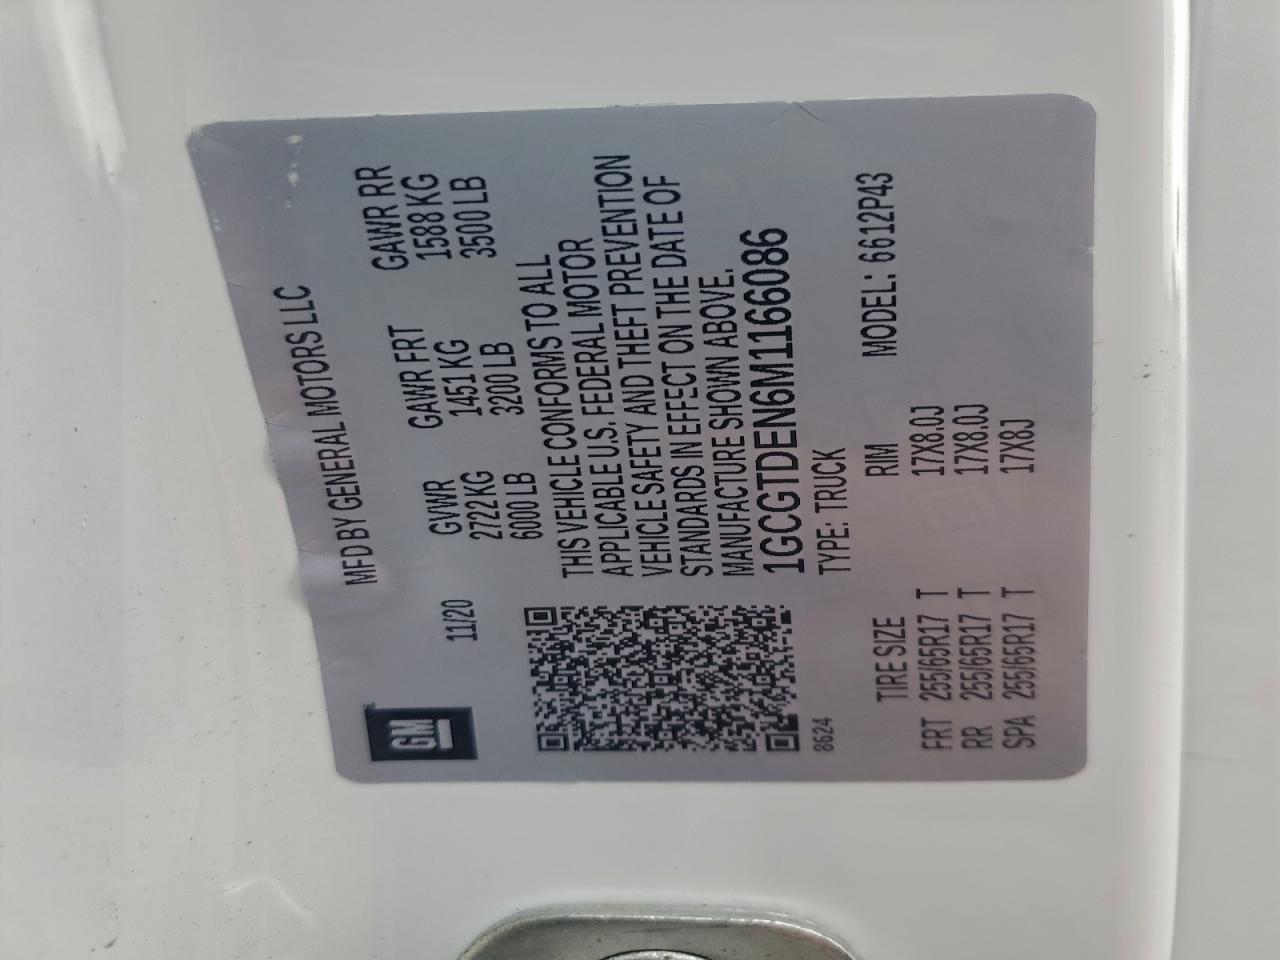 GM
MFD BY GENERAL MOTORS LLC
11/20
GVWR GAWR FRT GAWR RR
2722 KG 1451 KG 1588 KG
6000 LB 3200 LB 3500 LB
THIS VEHICLE CONFORMS TO ALL
APPLICABLE U.S. FEDERAL MOTOR
VEHICLE SAFETY AND THEFT PREVENTION
STANDARDS IN EFFECT ON THE DATE OF
MANUFACTURE SHOWN ABOVE.
1GCGTDEN6M1166086
8624 TYPE: TRUCK MODEL: 6612P43
TIRE SIZE RIM
FRT 255/65R17 T 17X8.0J
RR 255/65R17 T 17X8.0J
SPA 255/65R17 T 17X8J